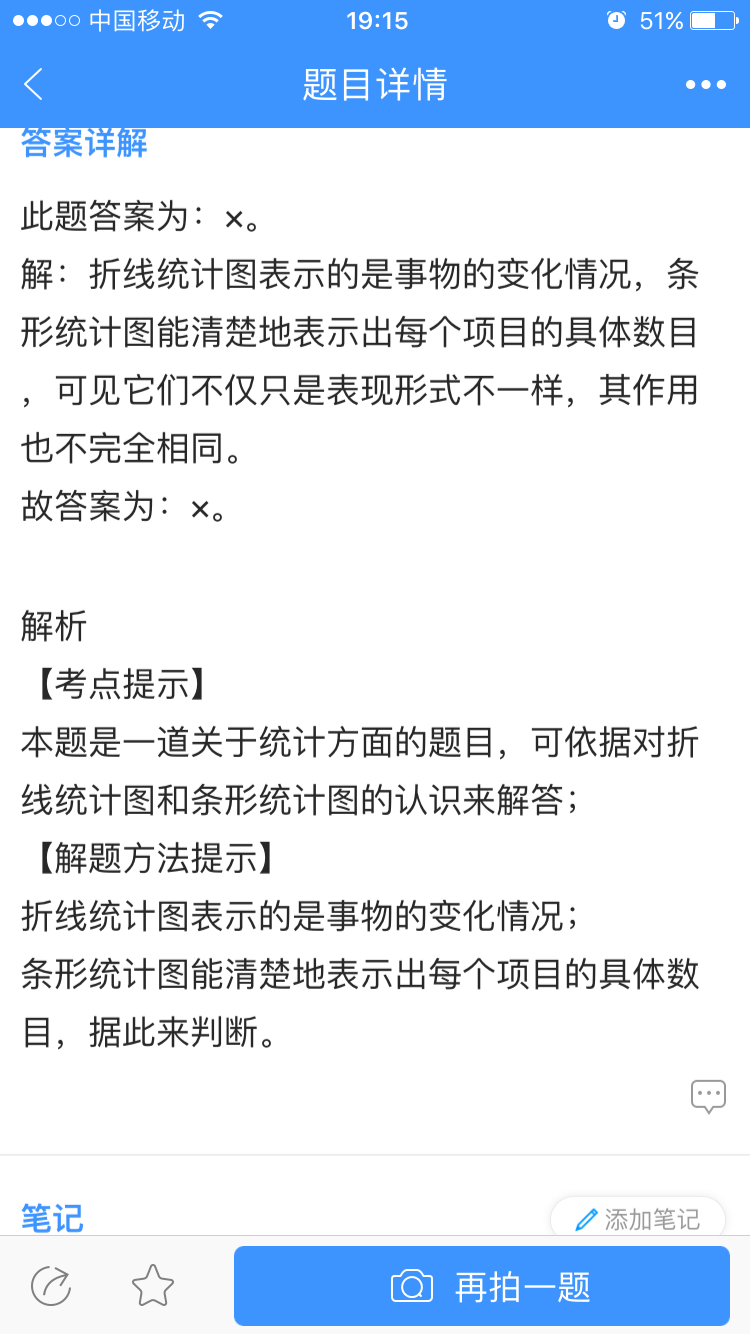 中国移动 19:15 51%
题目详情
答案详解
此题答案为：×。
解：折线统计图表示的是事物的变化情况，条
形统计图能清楚地表示出每个项目的具体数目
，可见它们不仅只是表现形式不一样，其作用
也不完全相同。
故答案为：×。
解析
【考点提示】
本题是一道关于统计方面的题目，可依据对折
线统计图和条形统计图的认识来解答；
【解题方法提示】
折线统计图表示的是事物的变化情况；
条形统计图能清楚地表示出每个项目的具体数
目，据此来判断。
笔记 添加笔记
再拍一题